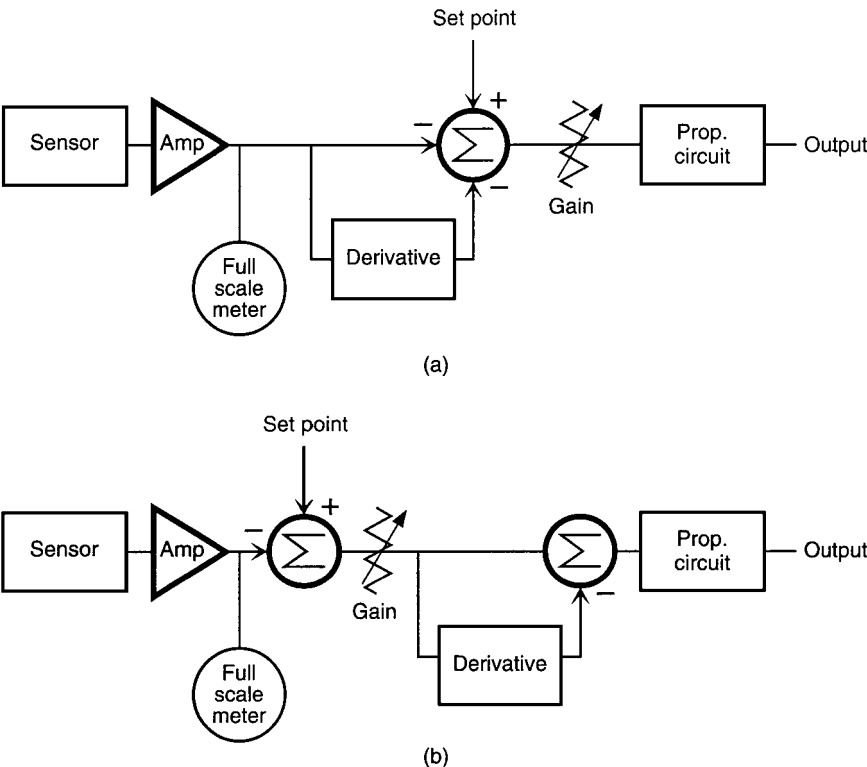 Set point
+
−
Sensor
Amp
Σ
Prop.
circuit
Output
−
Gain
Full
scale
meter
Derivative
(a)
Set point
+
−
Sensor
Amp
Σ
Σ
Prop.
circuit
Output
Gain
−
Full
scale
meter
Derivative
(b)